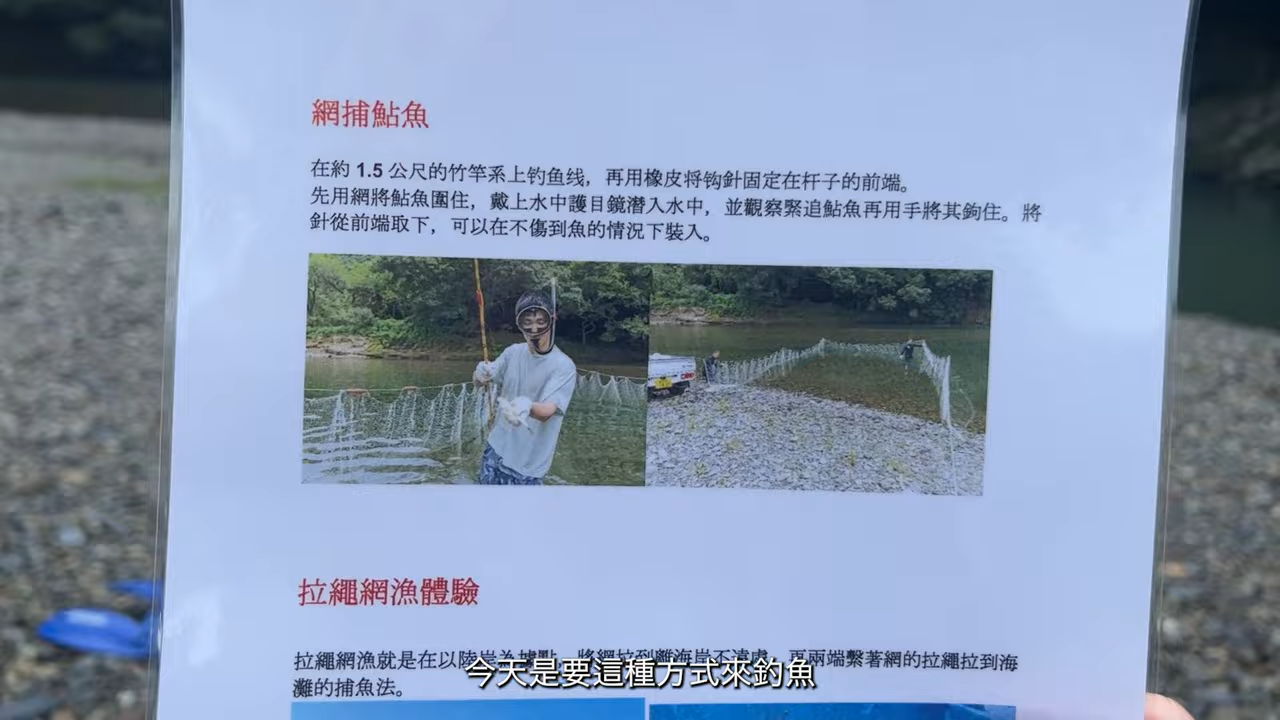 網捕鮎魚
在約 1.5 公尺的竹竿系上钓鱼线，再用橡皮将钩針固定在杆子的前端。
先用網將鮎魚圍住，戴上水中護目鏡潛入水中，並觀察緊追鮎魚再用手將其鉤住。將
針從前端取下，可以在不傷到魚的情況下裝入。
拉繩網漁體驗
拉繩網漁就是在以陸岸為據點，將網拉到離海岸不遠處，再兩端繫著網的拉繩拉到海
灘的捕魚法。
今天是要這種方式來釣魚